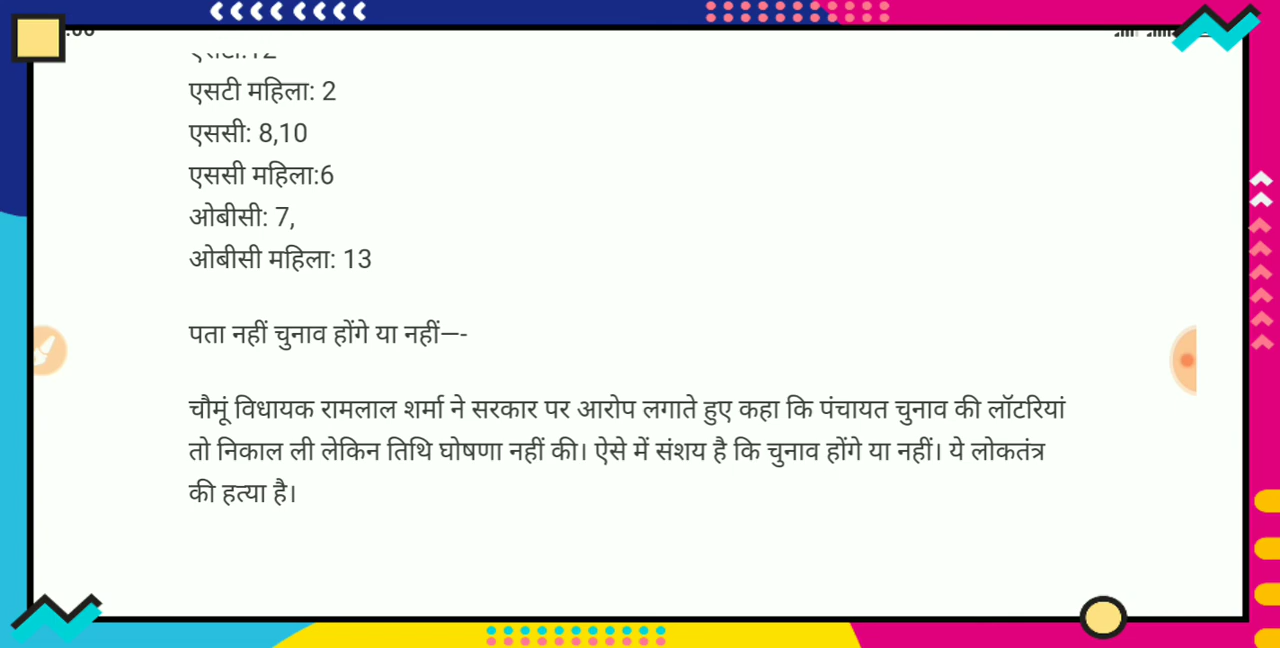 एसटी महिला: 2
एससी: 8,10
एससी महिला:6
ओबीसी: 7,
ओबीसी महिला: 13
पता नहीं चुनाव होंगे या नहीं—-
चौमूं विधायक रामलाल शर्मा ने सरकार पर आरोप लगाते हुए कहा कि पंचायत चुनाव की लॉटरियां
तो निकाल ली लेकिन तिथि घोषणा नहीं की। ऐसे में संशय है कि चुनाव होंगे या नहीं। ये लोकतंत्र
की हत्या है।